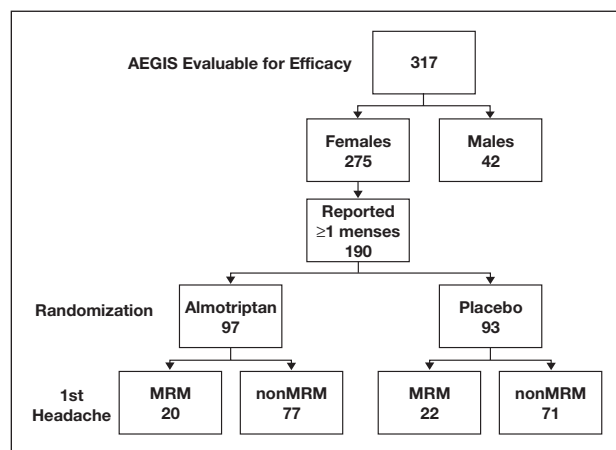 AEGIS Evaluable for Efficacy
317
Females
275
Males
42
Reported
≥1 menses
190
Randomization
Almotriptan
97
Placebo
93
1st
Headache
MRM
20
nonMRM
77
MRM
22
nonMRM
71